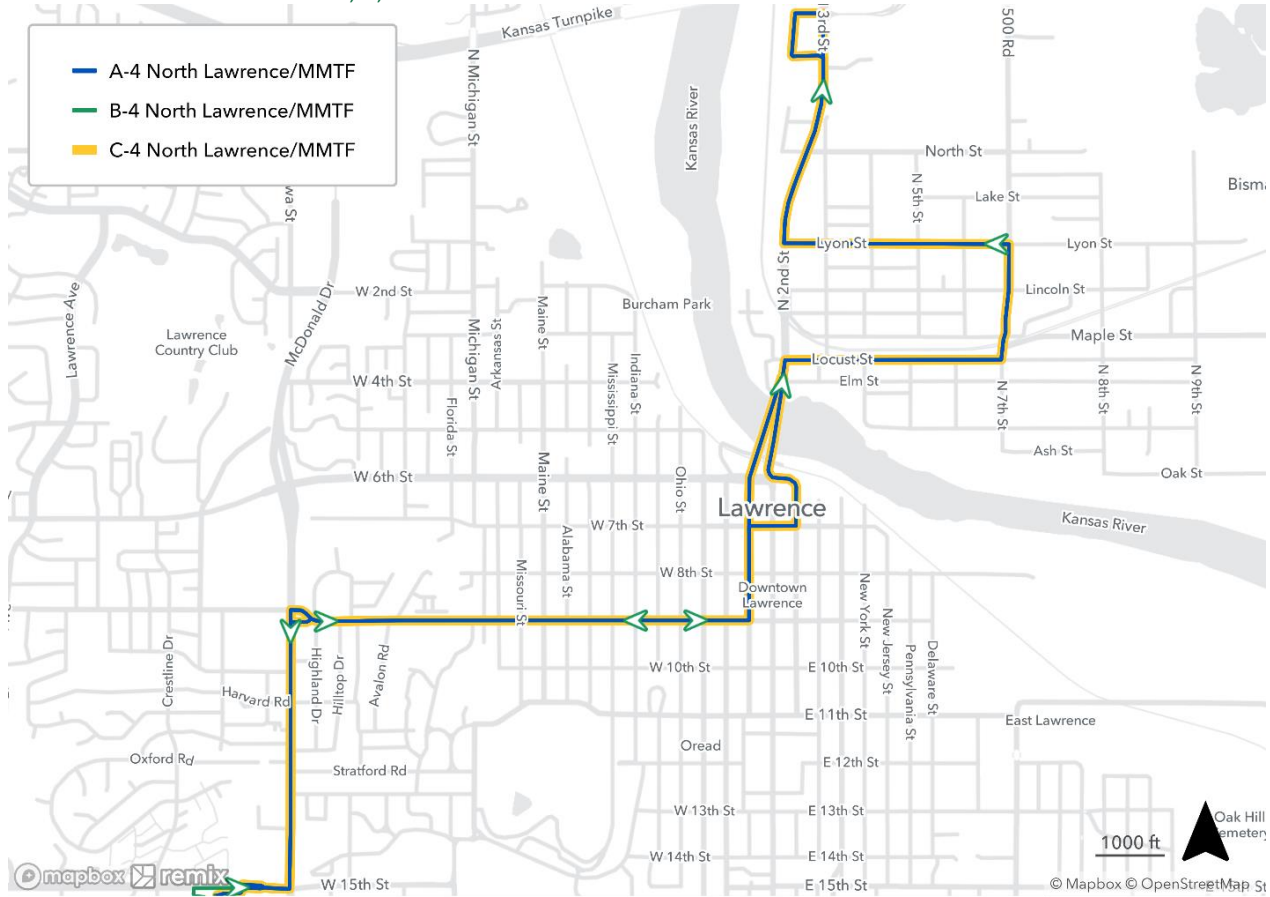 Kansas Turnpike
A-4 North Lawrence/MMTF
B-4 North Lawrence/MMTF
C-4 North Lawrence/MMTF
N Michigan St
Kansas River
3rd St
500 Rd
North St
N 5th St
Lake St
Bisma
wa St
Lyon St
Lyon St
W 2nd St
Maine St
Burcham Park
N 2nd St
Lincoln St
Lawrence Ave
Lawrence
Country Club
McDonald Dr
Michigan St
Arkansas St
Maple St
Locust St
W 4th St
Mississippi St
Indiana St
Elm St
N 7th St
N 8th St
N 9th St
Florida St
Ash St
W 6th St
Maine St
Ohio St
Oak St
Lawrence
W 7th St
Kansas River
Alabama St
Missouri St
W 8th St
Downtown
Lawrence
New York St
New Jersey St
Pennsylvania St
Delaware St
Crestline Dr
Highland Dr
Hilltop Dr
Avalon Rd
W 10th St
E 10th St
Harvard Rd
E 11th St
East Lawrence
Oxford Rd
Oread
Stratford Rd
E 12th St
W 13th St
E 13th St
Oak Hill
emetery
1000 ft
W 14th St
E 14th St
mapbox remix
W 15th St
E 15th St
© Mapbox © OpenStreetMap